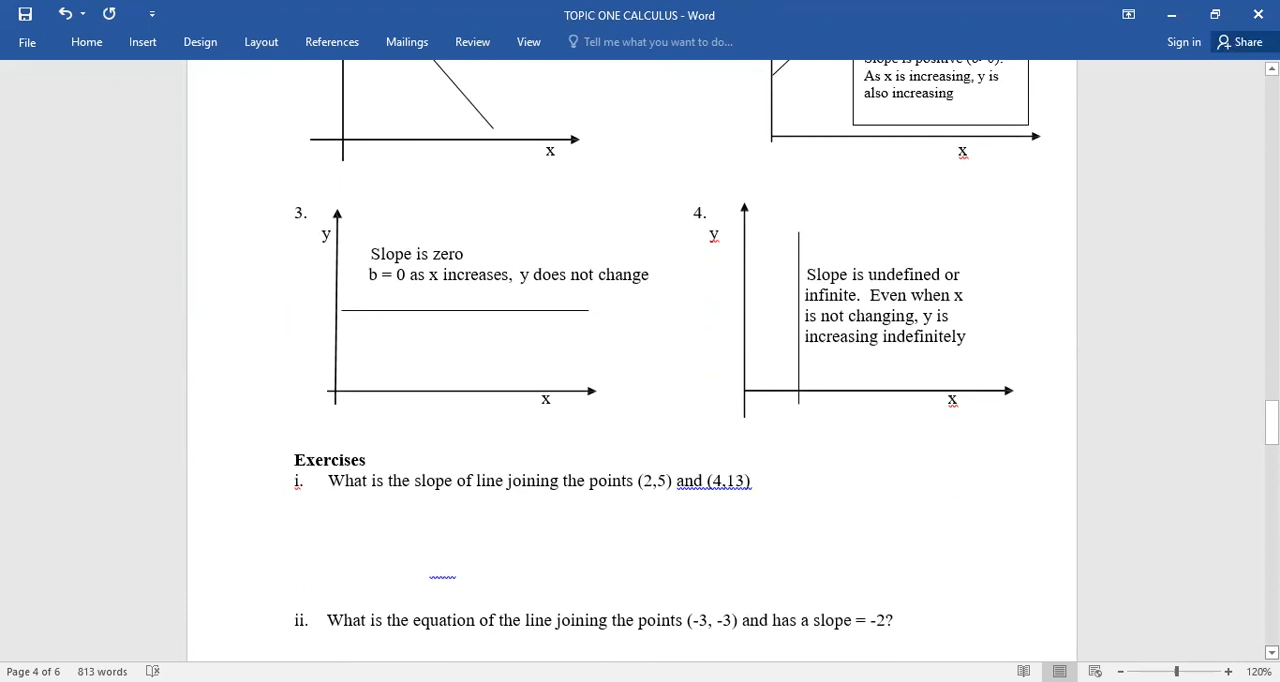 TOPIC ONE CALCULUS - Word
File Home Insert Design Layout References Mailings Review View Tell me what you want to do... Sign in Share
Slope is positive
As x is increasing, y is
also increasing
x
x
3.
y
Slope is zero
b = 0 as x increases, y does not change
x
4.
y
Slope is undefined or
infinite. Even when x
is not changing, y is
increasing indefinitely
x
Exercises
i. What is the slope of line joining the points (2,5) and (4,13)
ii. What is the equation of the line joining the points (-3, -3) and has a slope = -2?
Page 4 of 6 813 words 120%